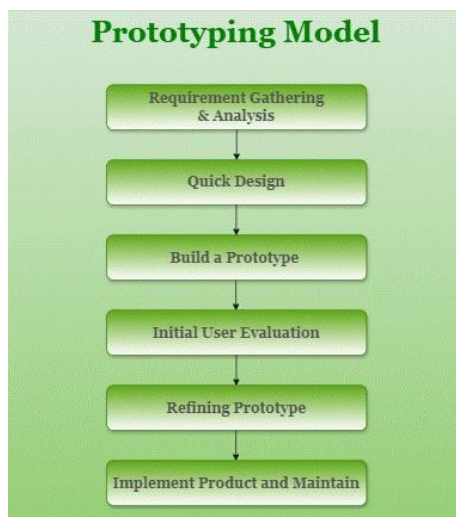 Prototyping Model
Requirement Gathering
& Analysis
Quick Design
Build a Prototype
Initial User Evaluation
Refining Prototype
Implement Product and Maintain